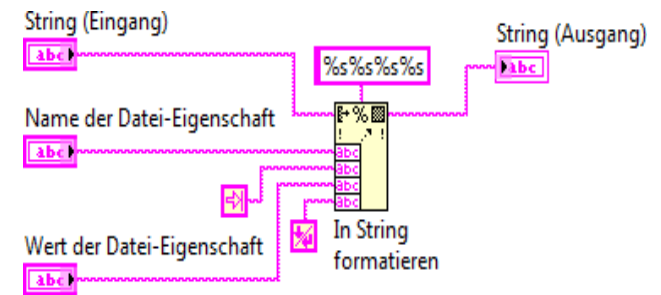 String (Eingang)
abc
%s%s%s%s
String (Ausgang)
abc
%
Name der Datei-Eigenschaft
abc
abc
abc
abc
abc
Wert der Datei-Eigenschaft
abc
In String
formatieren